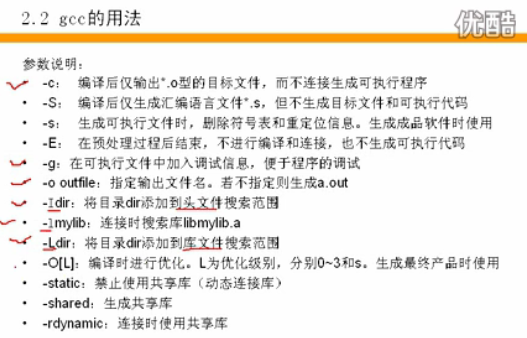 2.2 gcc的用法
优酷
参数说明：
• -c： 编译后仅输出*.o型的目标文件，而不连接生成可执行程序
• -S： 编译后仅生成汇编语言文件*.s，但不生成目标文件和可执行代码
• -s： 生成可执行文件时，删除符号表和重定位信息。生成成品软件时使用
• -E： 在预处理过程后结束，不进行编译和连接，也不生成可执行代码
• -g：在可执行文件中加入调试信息，便于程序的调试
• -o outfile：指定输出文件名。若不指定则生成a.out
• -Idir：将目录dir添加到头文件搜索范围
• -lmylib：连接时搜索库libmylib.a
• -Ldir：将目录dir添加到库文件搜索范围
• -O[L]：编译时进行优化。L为优化级别，分别0~3和s。生成最终产品时使用
• -static：禁止使用共享库（动态连接库）
• -shared：生成共享库
• -rdynamic：连接时使用共享库